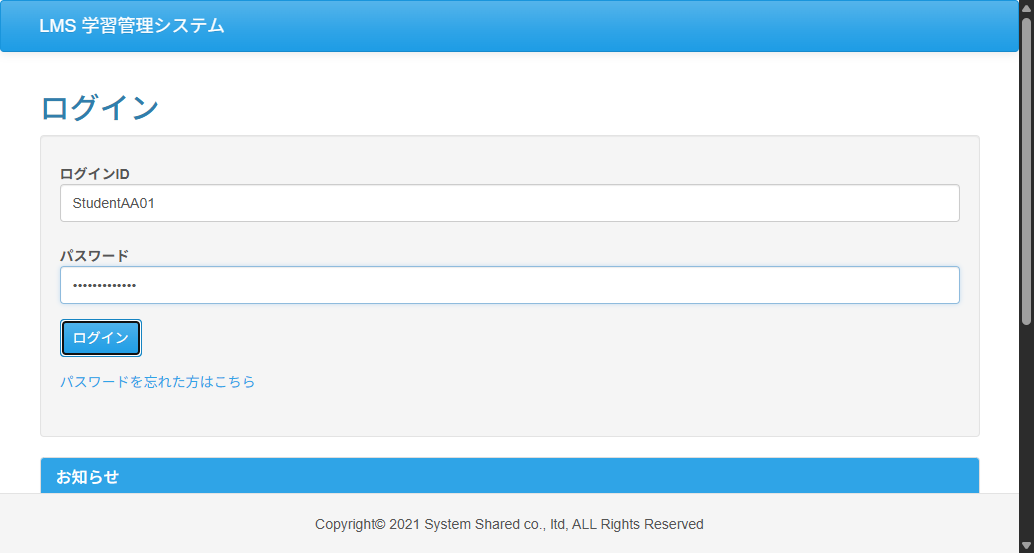 LMS 学習管理システム
ログイン
ログインID
StudentAA01
パスワード
•••••••••••••
ログイン
パスワードを忘れた方はこちら
お知らせ
Copyright© 2021 System Shared co., ltd, ALL Rights Reserved